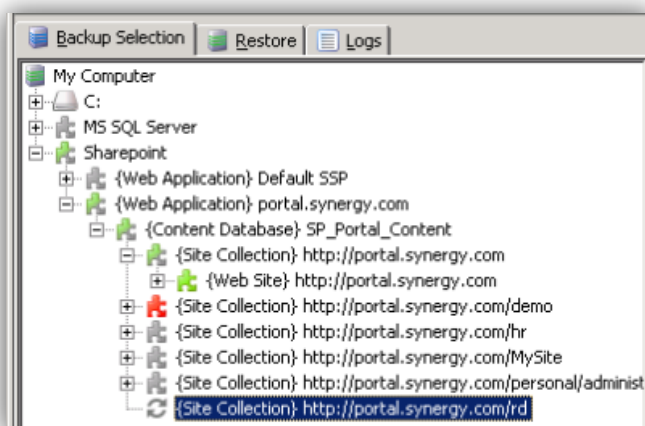 Backup Selection
Restore
Logs
My Computer
C:
MS SQL Server
Sharepoint
{Web Application} Default SSP
{Web Application} portal.synergy.com
{Content Database} SP_Portal_Content
{Site Collection} http://portal.synergy.com
{Web Site} http://portal.synergy.com
{Site Collection} http://portal.synergy.com/demo
{Site Collection} http://portal.synergy.com/hr
{Site Collection} http://portal.synergy.com/MySite
{Site Collection} http://portal.synergy.com/personal/administ
{Site Collection} http://portal.synergy.com/rd